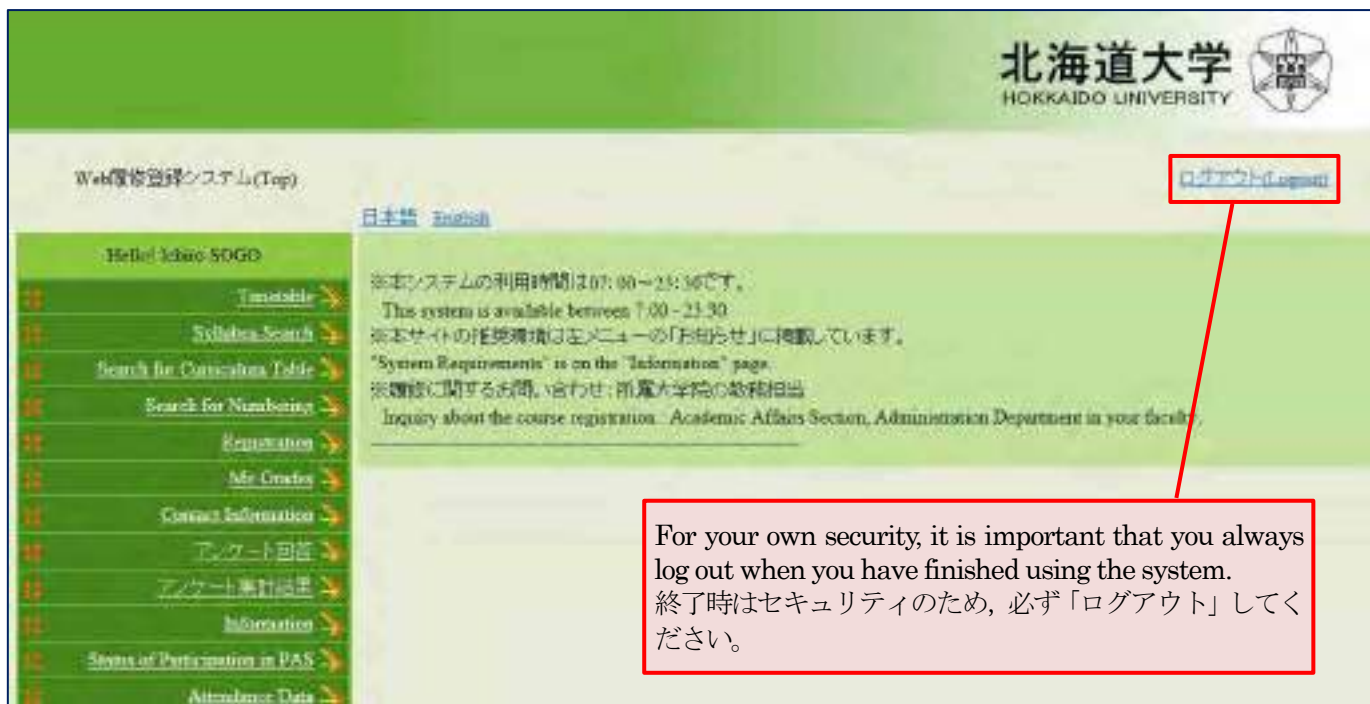 北海道大学
HOKKAIDO UNIVERSITY
Web履修登録システム(Top)
ログアウト(Logout)
日本語 English
Hello! Ichiro SOGO
Timetable
Syllabus Search
Search for Curriculum Table
Search for Numbering
Registration
My Grades
Contact Information
アンケート回答
アンケート集計結果
Information
Status of Participation in PAS
Attendance Data
※本システムの利用時間は07:00～23:30です。
This system is available between 7:00 - 23:30
※本サイトの推奨環境は左メニューの「お知らせ」に掲載しています。
"System Requirements" is on the "Information" page.
※履修に関するお問い合わせ：所属大学院の教務担当
Inquiry about the course registration : Academic Affairs Section, Administration Department in your faculty.
For your own security, it is important that you always
log out when you have finished using the system.
終了時はセキュリティのため, 必ず「ログアウト」してく
ださい。